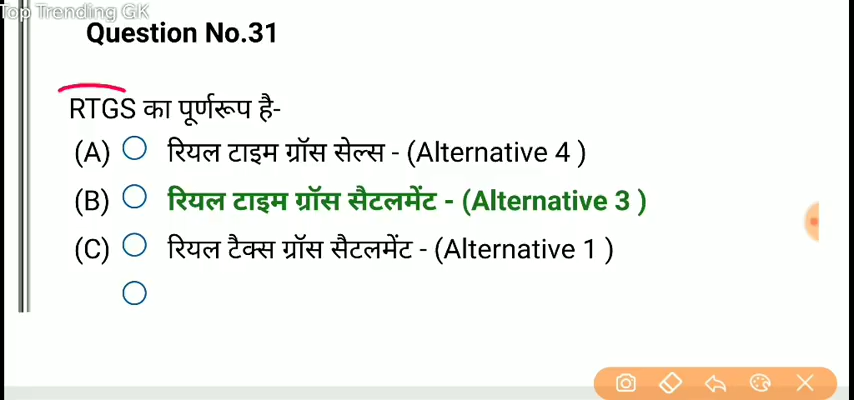 Top Trending GK
Question No.31
RTGS का पूर्णरूप है-
(A) रियल टाइम ग्रॉस सेल्स - (Alternative 4 )
(B) रियल टाइम ग्रॉस सैटलमेंट - (Alternative 3 )
(C) रियल टैक्स ग्रॉस सैटलमेंट - (Alternative 1 )